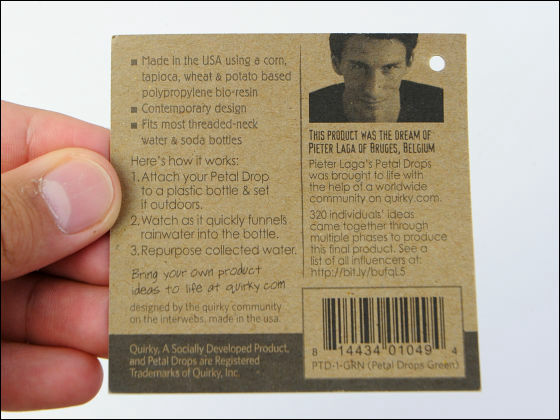 Made in the USA using a corn,
tapioca, wheat & potato based
polypropylene bio-resin
Contemporary design
Fits most threaded-neck
water & soda bottles
Here's how it works:
1. Attach your Petal Drop
to a plastic bottle & set
it outdoors.
2. Watch as it quickly funnels
rainwater into the bottle.
3. Repurpose collected water.
Bring your own product
ideas to life at quirky.com
designed by the quirky community
on the interwebs. made in the usa.
Quirky, A Socially Developed Product,
and Petal Drops are Registered
Trademarks of Quirky, Inc.
THIS PRODUCT WAS THE DREAM OF
PIETER LAGA OF BRUGES, BELGIUM
Pieter Laga's Petal Drops
was brought to life with
the help of a worldwide
community on quirky.com.
320 individuals' ideas
came together through
multiple phases to produce
this final product. See a
list of all influencers at:
http://bit.ly/bufqL5
8 14434 01049 4
PTD-1-GRN (Petal Drops Green)